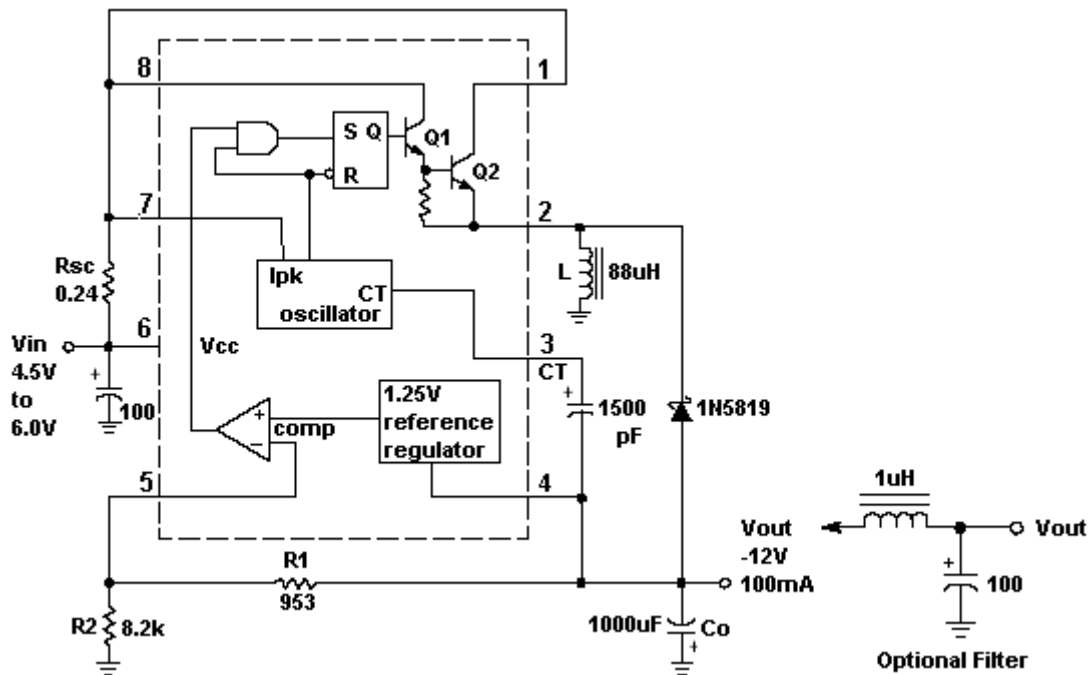 8
1
S Q
Q1
R
Q2
7
2
Rsc
0.24
Ipk
CT
oscillator
L
88uH
6
Vin
4.5V
to
6.0V
+
100
Vcc
3
CT
1.25V
reference
regulator
+
comp
−
+
1500
pF
1N5819
5
4
1uH
Vout
-12V
100mA
Vout
R1
953
+
100
R2
8.2k
1000uF
Co
+
Optional Filter